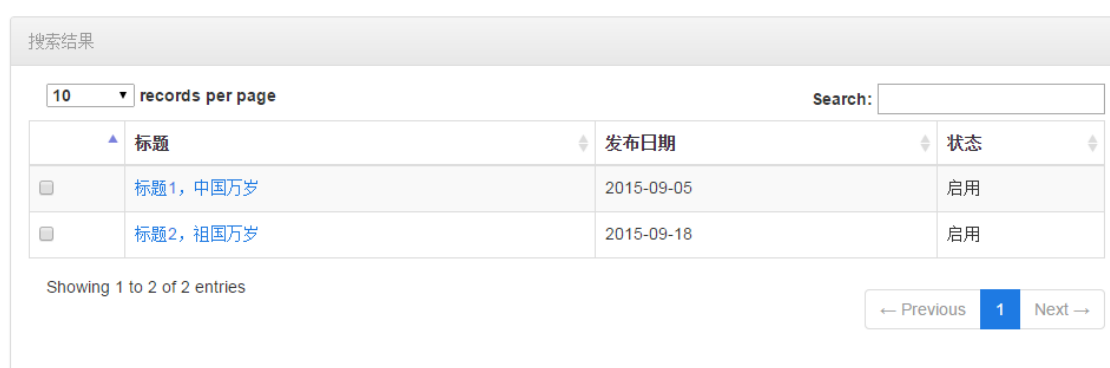 搜索结果
10 records per page Search:
标题 发布日期 状态
标题1，中国万岁 2015-09-05 启用
标题2，祖国万岁 2015-09-18 启用
Showing 1 to 2 of 2 entries
← Previous 1 Next →